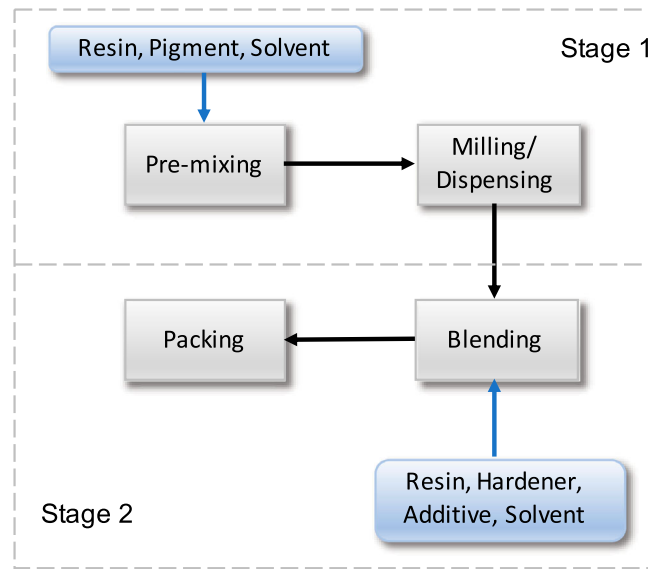 Resin, Pigment, Solvent
Stage 1
Pre-mixing
Milling/
Dispensing
Packing
Blending
Resin, Hardener,
Additive, Solvent
Stage 2